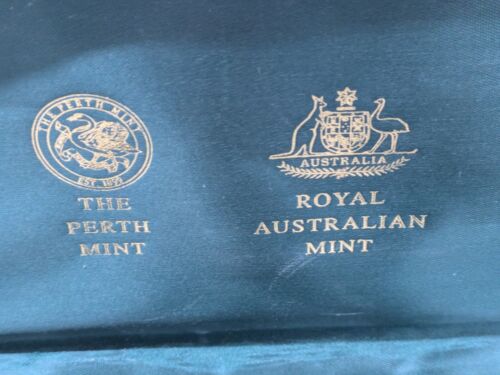 THE PERTH MINT
EST. 1899
THE
PERTH
MINT
AUSTRALIA
ROYAL
AUSTRALIAN
MINT